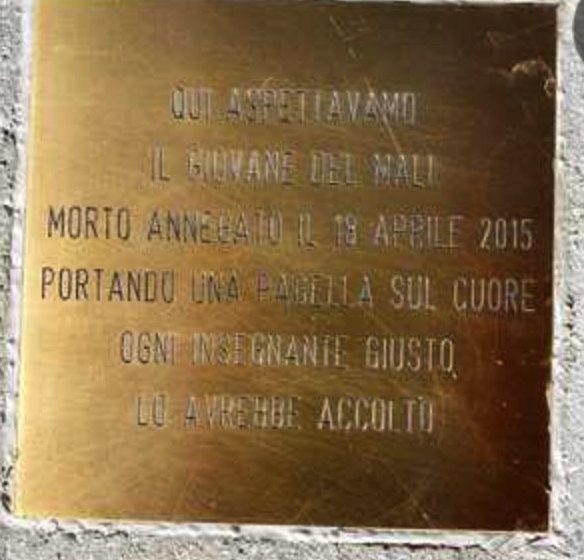 QUI ASPETTAVAMO
IL GIOVANE DEL MALI
MORTO ANNEGATO IL 18 APRILE 2015
PORTANDO UNA PAGELLA SUL CUORE
OGNI INSEGNANTE GIUSTO
LO AVREBBE ACCOLTO